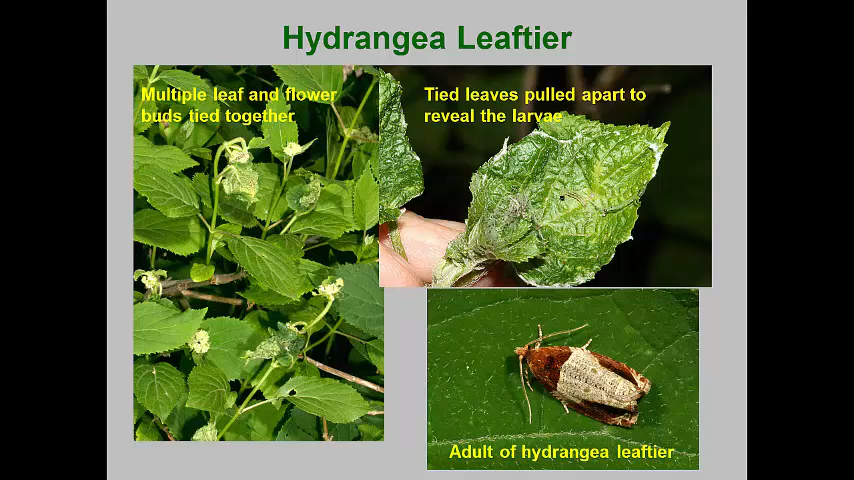 Hydrangea Leaftier
Multiple leaf and flower
buds tied together
Tied leaves pulled apart to
reveal the larvae
Adult of hydrangea leaftier